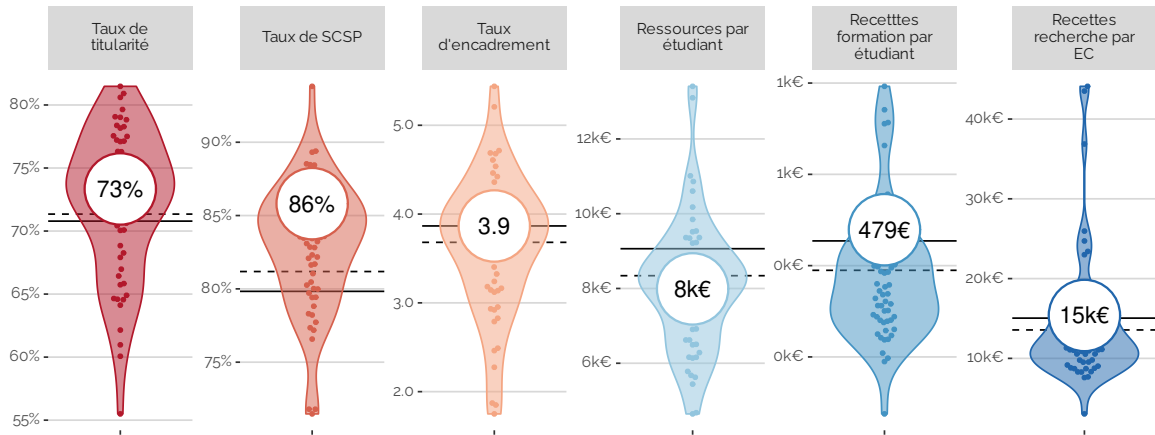 Taux de
titularité
80%
75%
70%
65%
60%
55%
73%
Taux de SCSP
90%
85%
80%
75%
86%
Taux
d'encadrement
5.0
4.0
3.0
2.0
3.9
Ressources par
étudiant
12k€
10k€
8k€
6k€
8k€
Recetttes
formation par
étudiant
1k€
1k€
0k€
0k€
479€
Recettes
recherche par
EC
40k€
30k€
20k€
10k€
15k€